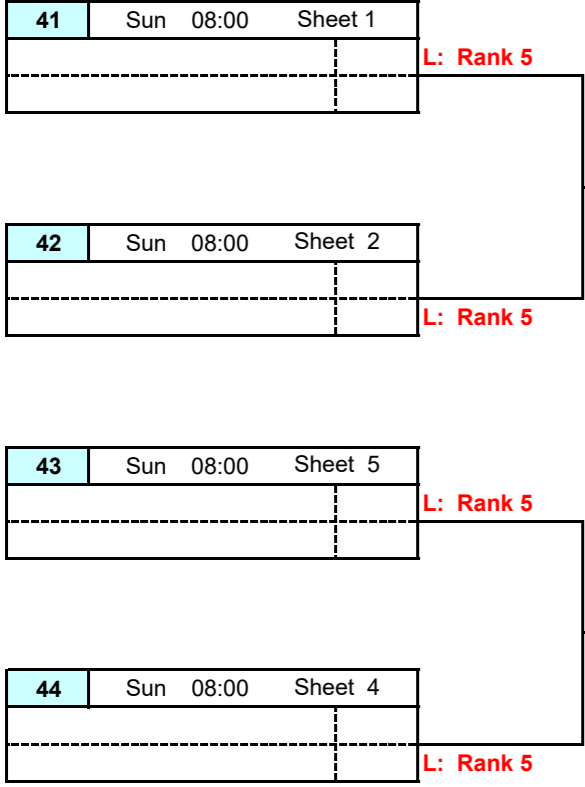 41 Sun 08:00 Sheet 1
L: Rank 5
42 Sun 08:00 Sheet 2
L: Rank 5
43 Sun 08:00 Sheet 5
L: Rank 5
44 Sun 08:00 Sheet 4
L: Rank 5